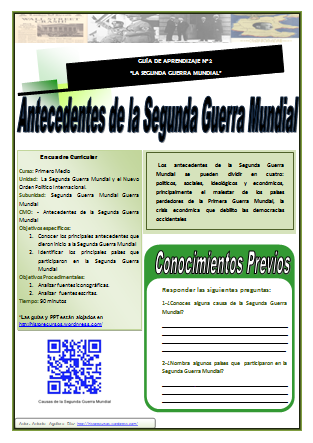 GUÍA DE APRENDIZAJE Nº2
"LA SEGUNDA GUERRA MUNDIAL"
Antecedentes de la Segunda Guerra Mundial
Encuadre Curricular
Curso: Primero Medio
Unidad: La Segunda Guerra Mundial y el Nuevo
Orden Político Internacional.
Subunidad: Segunda Guerra Mundial Guerra
Mundial
CMO: - Antecedentes de la Segunda Guerra
Mundial
Objetivos específicos:
1. Conocer los principales antecedentes que
dieron inicio a la Segunda Guerra Mundial
2. Identificar los principales países que
participaron en la Segunda Guerra
Mundial
Objetivos Procedimentales:
1. Analizar fuentes iconográficas.
2. Analizar fuentes escritas.
Tiempo: 90 minutos
*Las guías y PPT están alojados en
Causas de la Segunda Guerra Mundial
Los antecedentes de la Segunda Guerra
Mundial se pueden dividir en cuatro:
políticos, sociales, ideológicos y económicos,
principalmente el malestar de los países
perdedores de la Primera Guerra Mundial, la
crisis económica que debilito las democracias
occidentales
Conocimientos Previos
Responder las siguientes preguntas:
1-¿Conoces alguna causa de la Segunda Guerra
Mundial?
2-¿Nombra algunos países que participaron en la
Segunda Guerra Mundial?